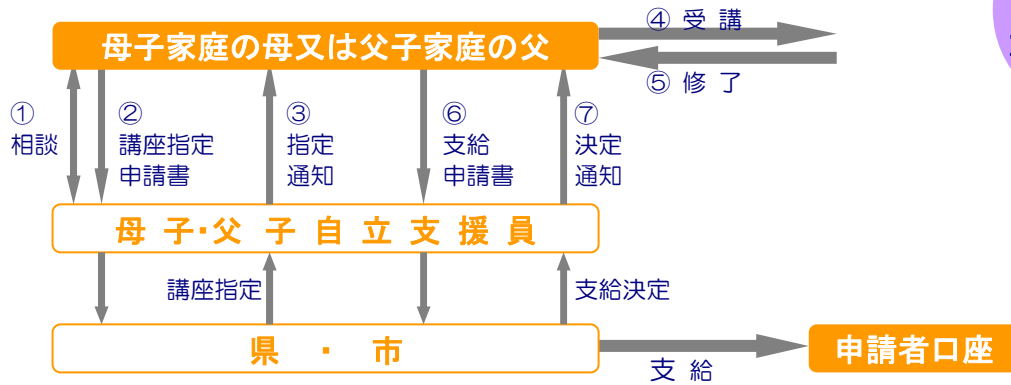 ④ 受 講
母子家庭の母又は父子家庭の父
⑤ 修 了
①
相談
②
講座指定
申請書
③
指定
通知
⑥
支給
申請書
⑦
決定
通知
母 子・父 子 自 立 支 援 員
講座指定
支給決定
県 ・ 市
支 給
申請者口座